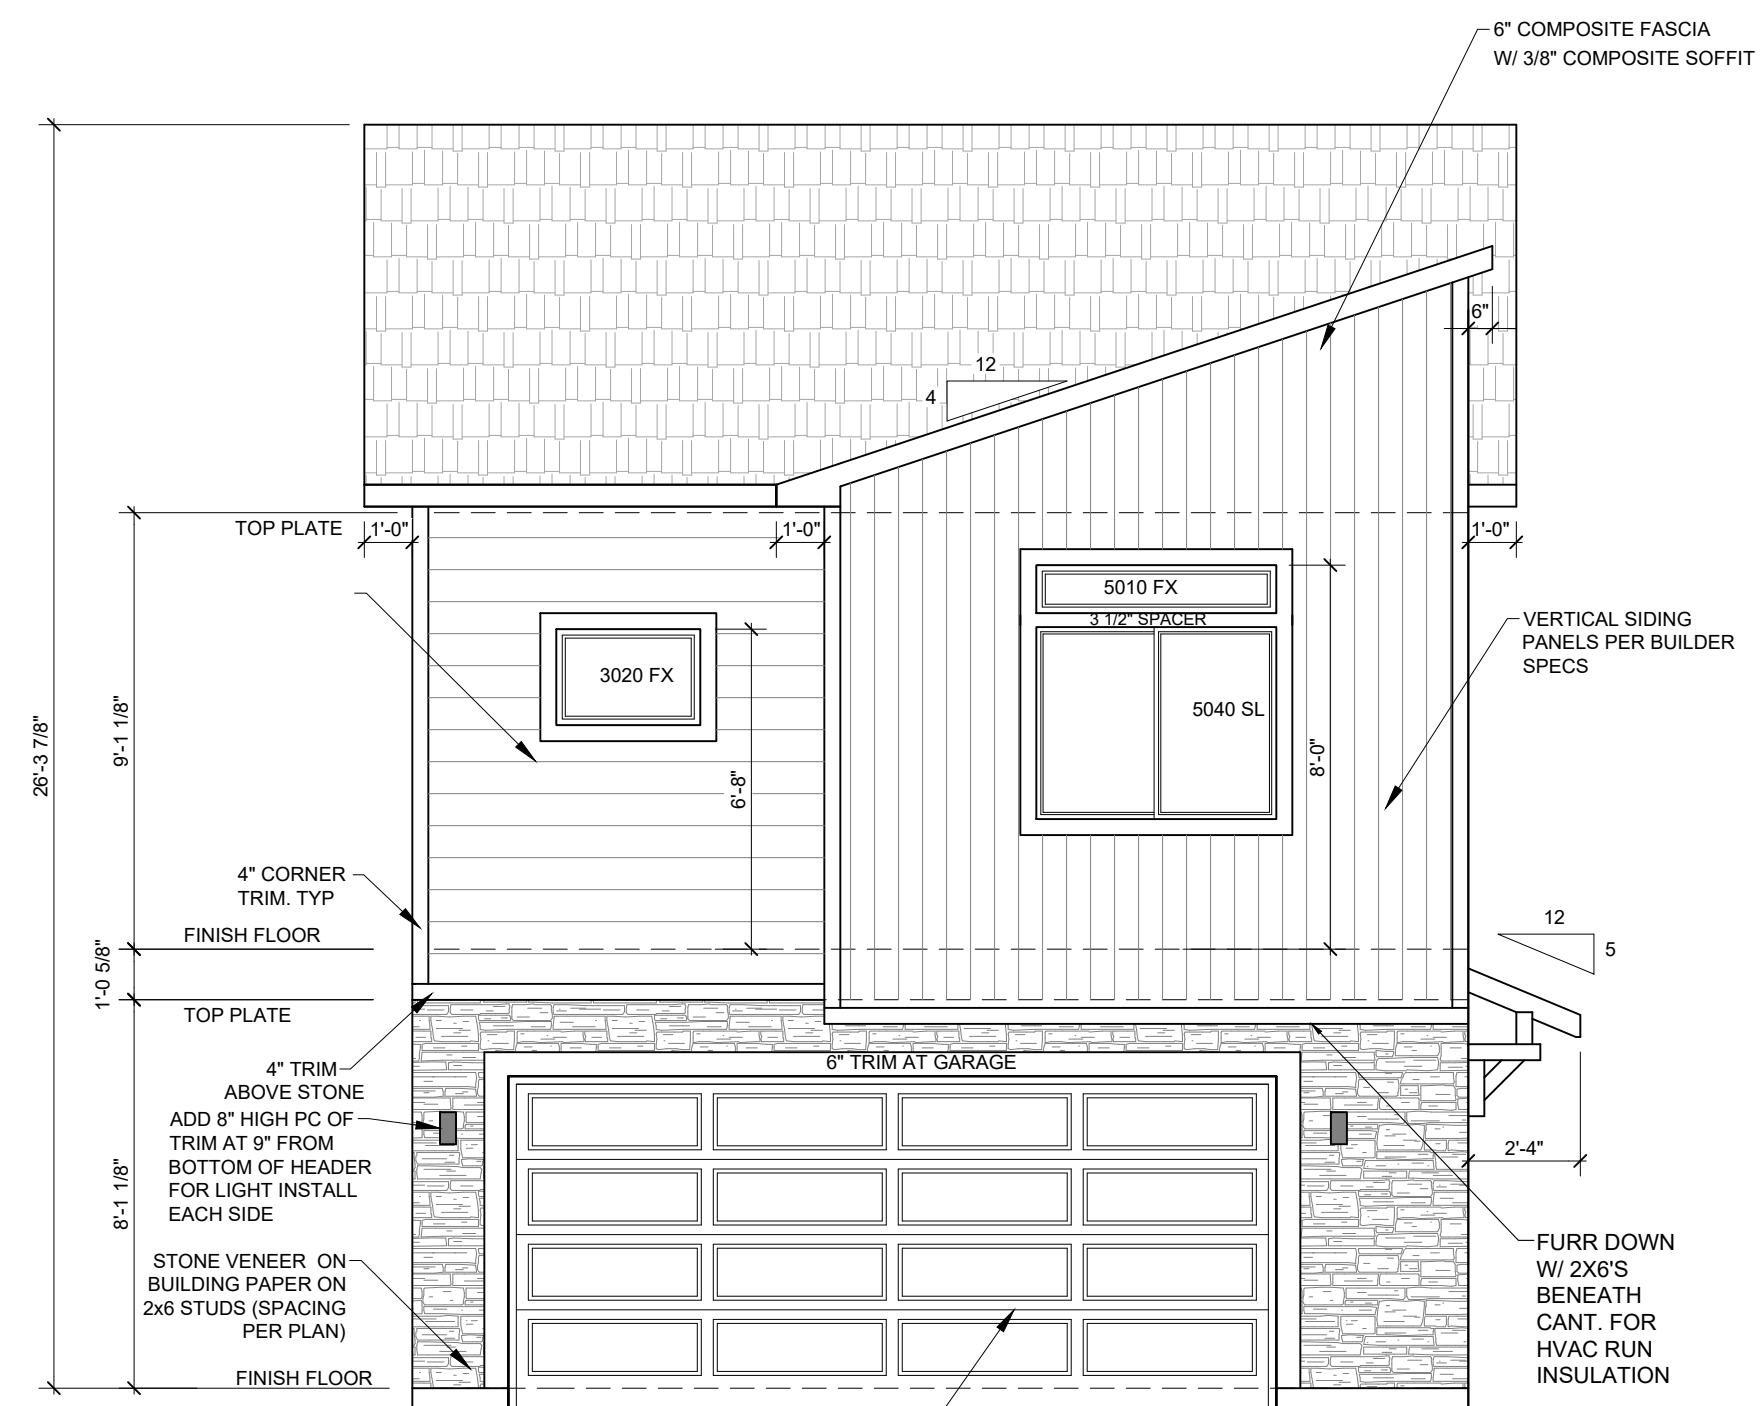 6" COMPOSITE FASCIA
W/ 3/8" COMPOSITE SOFFIT
6"
12
4
TOP PLATE
1'-0"
1'-0"
1'-0"
5010 FX
3 1/2" SPACER
VERTICAL SIDING
PANELS PER BUILDER
SPECS
3020 FX
5040 SL
26'-3 7/8"
9'-1 1/8"
6'-8"
8'-0"
4" CORNER
TRIM. TYP
FINISH FLOOR
12
5
1'-0 5/8"
TOP PLATE
4" TRIM
ABOVE STONE
6" TRIM AT GARAGE
ADD 8" HIGH PC OF
TRIM AT 9" FROM
BOTTOM OF HEADER
FOR LIGHT INSTALL
EACH SIDE
2'-4"
8'-1 1/8"
STONE VENEER ON
BUILDING PAPER ON
2x6 STUDS (SPACING
PER PLAN)
FURR DOWN
W/ 2X6'S
BENEATH
CANT. FOR
HVAC RUN
INSULATION
FINISH FLOOR